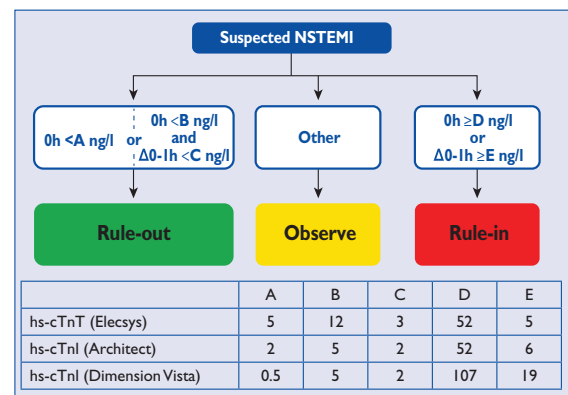 Suspected NSTEMI
0h <A ng/l or 0h <B ng/l
and
Δ0-1h <C ng/l
Other
0h ≥D ng/l
or
Δ0-1h ≥E ng/l
Rule-out
Observe
Rule-in
A B C D E
hs-cTnT (Elecsys) 5 12 3 52 5
hs-cTnI (Architect) 2 5 2 52 6
hs-cTnI (Dimension Vista) 0.5 5 2 107 19